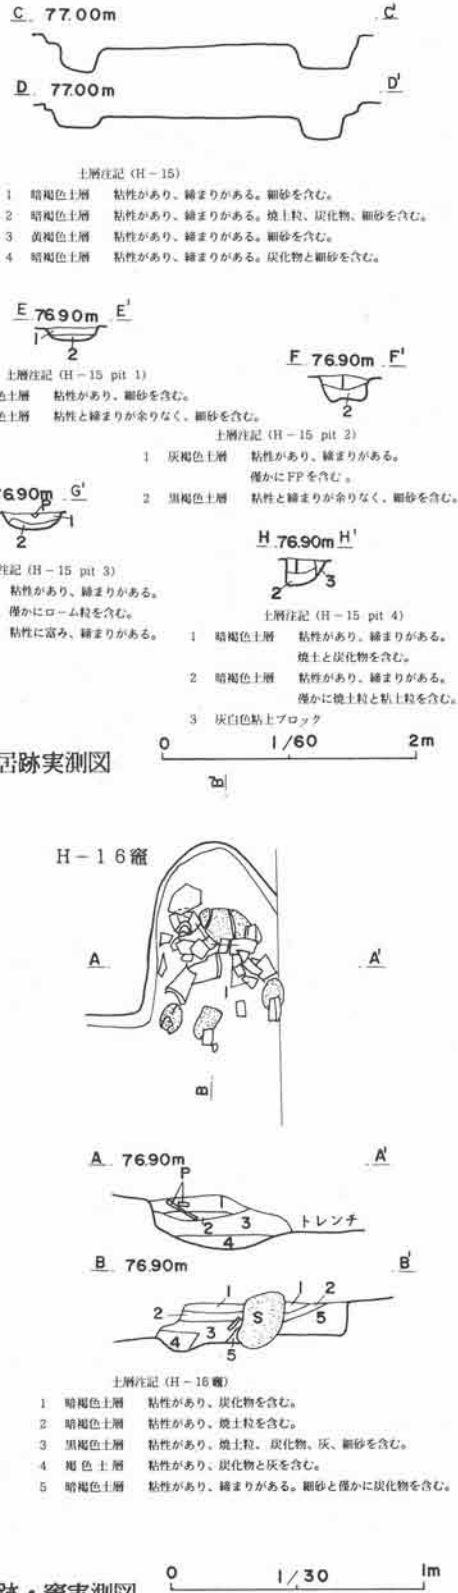 C 77.00m C'
D 77.00m D'
土層注記 (H-15)
1 暗褐色土層 粘性があり、締まりがある。細砂を含む。
2 暗褐色土層 粘性があり、締まりがある。焼土粒、炭化物、細砂を含む。
3 黄褐色土層 粘性があり、締まりがある。細砂を含む。
4 暗褐色土層 粘性があり、締まりがある。炭化物と細砂を含む。
E 76.90m E'
1
2
土層注記 (H-15 pit 1)
色土層 粘性があり、細砂を含む。
色土層 粘性と締まりが余りなく、細砂を含む。
F 76.90m F'
1
2
土層注記 (H-15 pit 2)
1 灰褐色土層 粘性があり、締まりがある。
僅かにFPを含む。
2 黒褐色土層 粘性と締まりが余りなく、細砂を含む。
6.90m G'
P
1
2
注記 (H-15 pit 3)
粘性があり、締まりがある。
僅かにローム粒を含む。
粘性に富み、締まりがある。
H 76.90m H'
1
2 3
土層注記 (H-15 pit 4)
1 暗褐色土層 粘性があり、締まりがある。
焼土と炭化物を含む。
2 暗褐色土層 粘性があり、締まりがある。
僅かに焼土粒と粘土粒を含む。
3 灰白色粘土ブロック
居跡実測図
0 1/60 2m
B'
H-16竈
A A'
1
B
A 76.90m A'
P
1
2 3 トレンチ
4
B 76.90m B'
1 1 2
2 S 5
4 3 5
土層注記 (H-16竈)
1 暗褐色土層 粘性があり、炭化物を含む。
2 暗褐色土層 粘性があり、焼土粒を含む。
3 黒褐色土層 粘性があり、焼土粒、炭化物、灰、細砂を含む。
4 褐色土層 粘性があり、炭化物と灰を含む。
5 暗褐色土層 粘性があり、締まりがある。細砂と僅かに炭化物を含む。
跡・竈実測図
0 1/30 1m